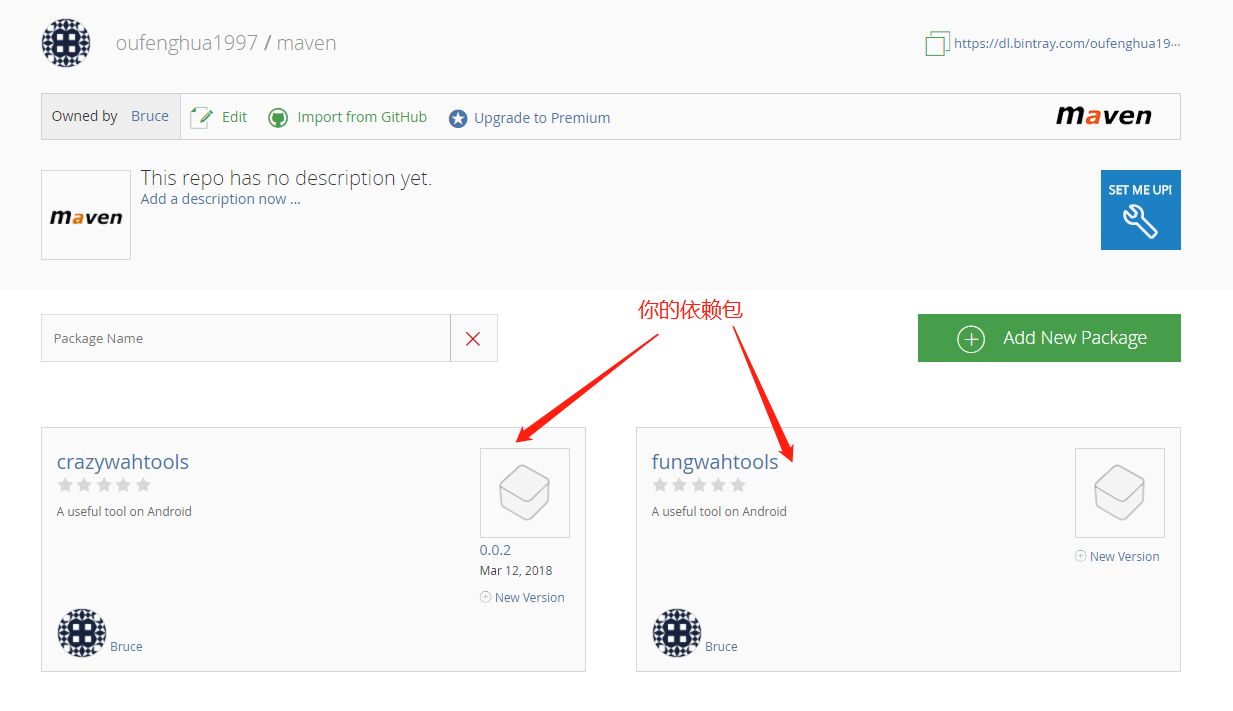 oufenghua1997 / maven
https://dl.bintray.com/oufenghua19...
Owned by Bruce Edit Import from GitHub Upgrade to Premium maven
This repo has no description yet.
Add a description now ...
maven
SET ME UP!
你的依赖包
Package Name
Add New Package
crazywahtools
A useful tool on Android
0.0.2
Mar 12, 2018
New Version
Bruce
fungwahtools
A useful tool on Android
New Version
Bruce